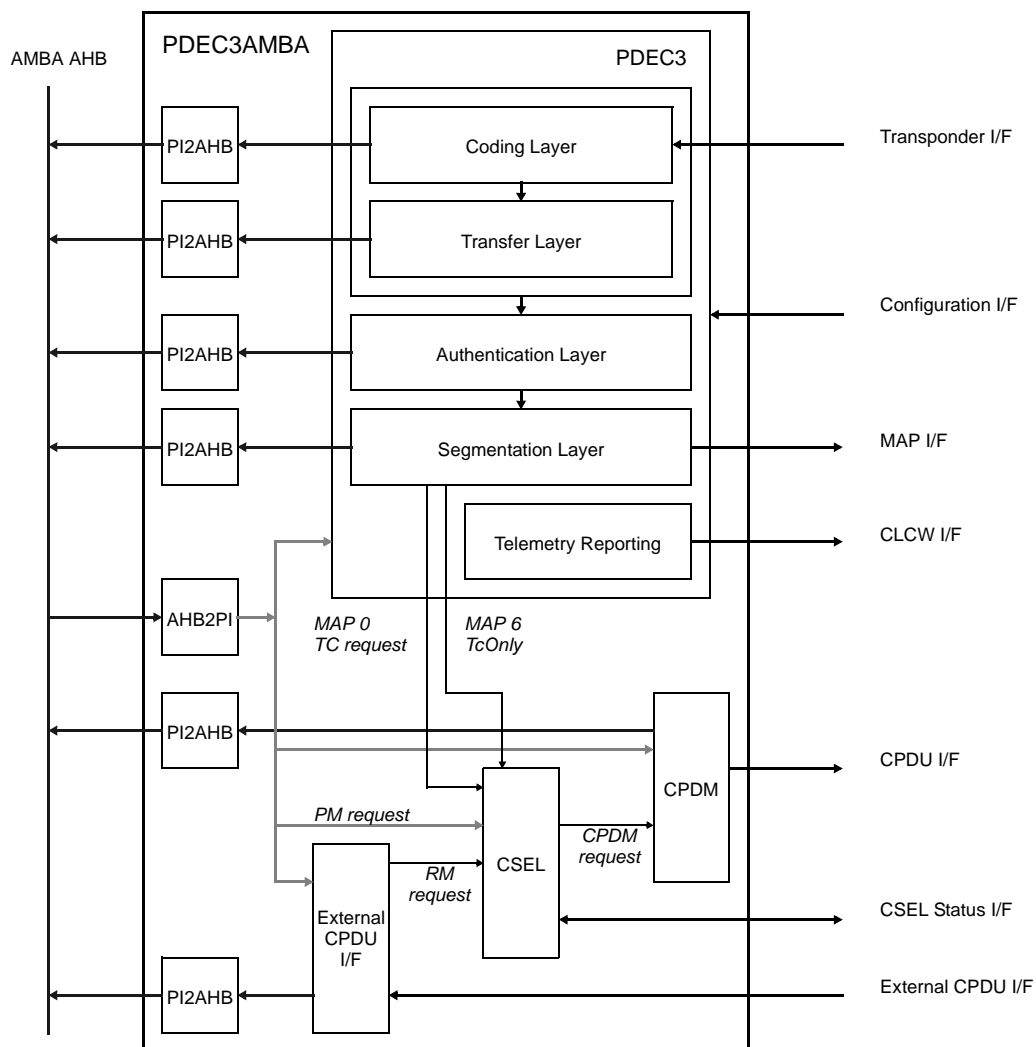 PDEC3AMBA
AMBA AHB
PDEC3
PI2AHB
Coding Layer
Transponder I/F
PI2AHB
Transfer Layer
Configuration I/F
PI2AHB
Authentication Layer
PI2AHB
Segmentation Layer
MAP I/F
Telemetry Reporting
CLCW I/F
AHB2PI
MAP 0
TC request
MAP 6
TcOnly
PI2AHB
CPDM
CPDU I/F
PM request
CSEL
CPDM
request
RM
request
External
CPDU
I/F
CSEL Status I/F
PI2AHB
External CPDU I/F